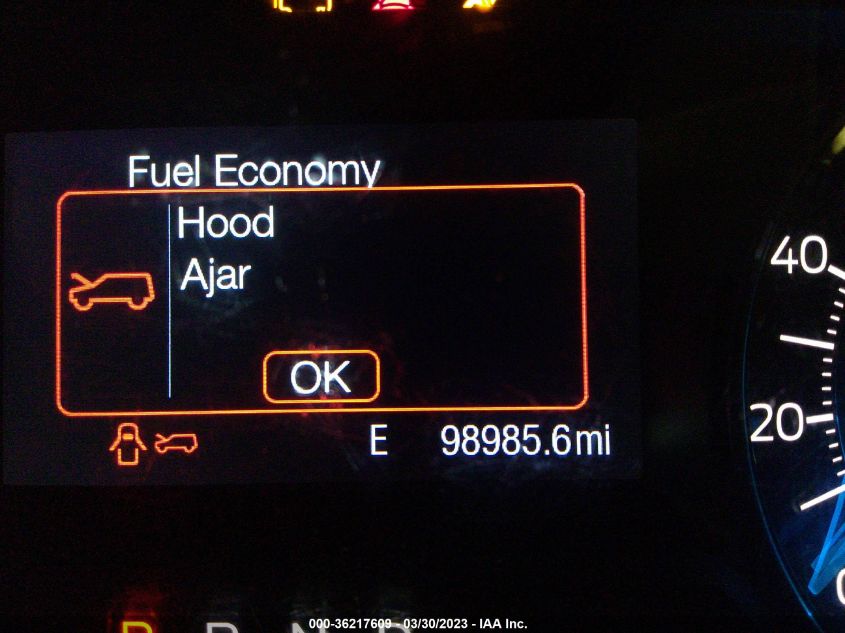 Fuel Economy
Hood
Ajar
OK
E 98985.6mi
40
20
P R N D
000-36217609 - 03/30/2023 - IAA Inc.